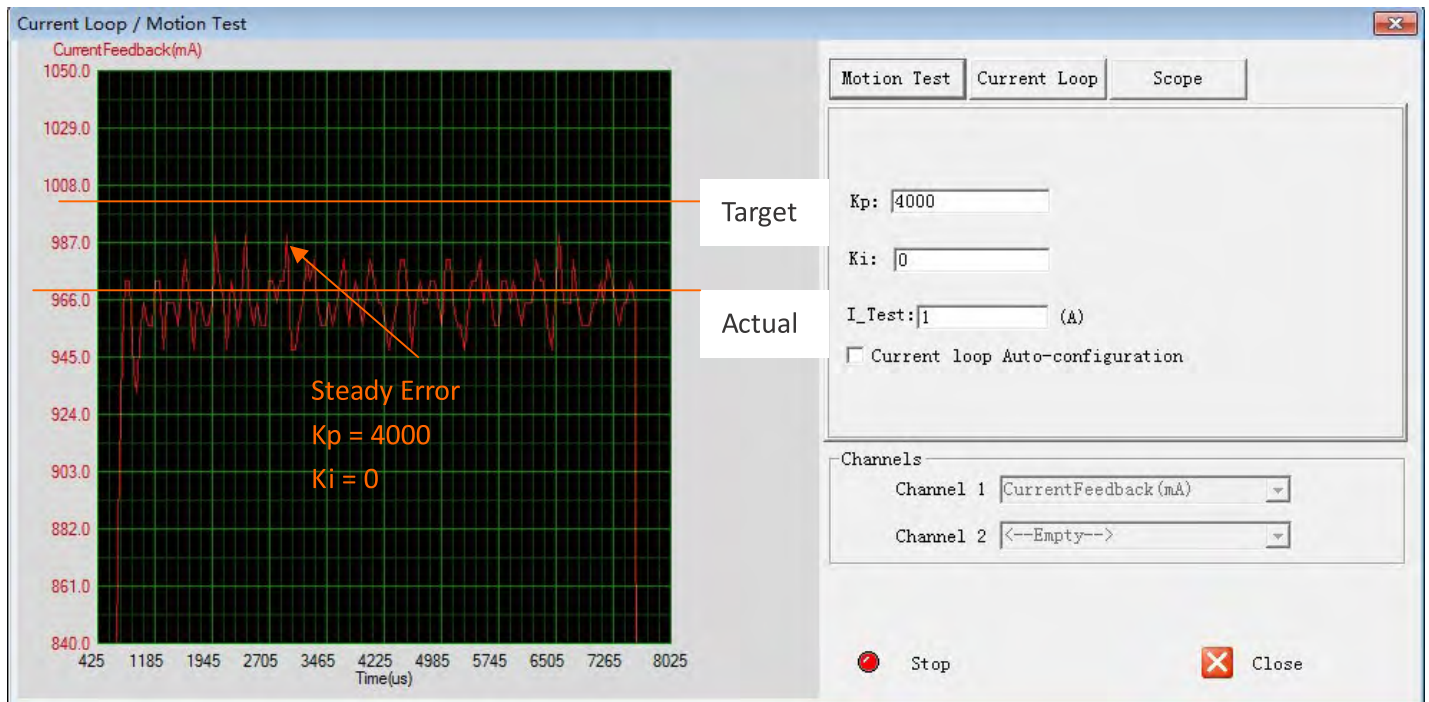 Current Loop / Motion Test
CurrentFeedback(mA)
1050.0
1029.0
1008.0
987.0
966.0
945.0
924.0
903.0
882.0
861.0
840.0
425 1185 1945 2705 3465 4225 4985 5745 6505 7265 8025
Time(us)
Target
Actual
Steady Error
Kp = 4000
Ki = 0
Motion Test Current Loop Scope
Kp: 4000
Ki: 0
I_Test: 1 (A)
Current loop Auto-configuration
Channels
Channel 1 CurrentFeedback(mA)
Channel 2 <--Empty-->
Stop Close